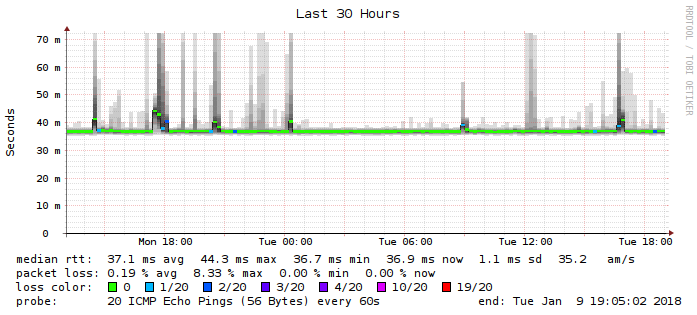 Last 30 Hours
RRDTOOL / TOBI OETIKER
Seconds
70 m
60 m
50 m
40 m
30 m
20 m
10 m
0
Mon 18:00 Tue 00:00 Tue 06:00 Tue 12:00 Tue 18:00
median rtt: 37.1 ms avg 44.3 ms max 36.7 ms min 36.9 ms now 1.1 ms sd 35.2 am/s
packet loss: 0.19 % avg 8.33 % max 0.00 % min 0.00 % now
loss color: 0 1/20 2/20 3/20 4/20 10/20 19/20
probe: 20 ICMP Echo Pings (56 Bytes) every 60s end: Tue Jan 9 19:05:02 2018